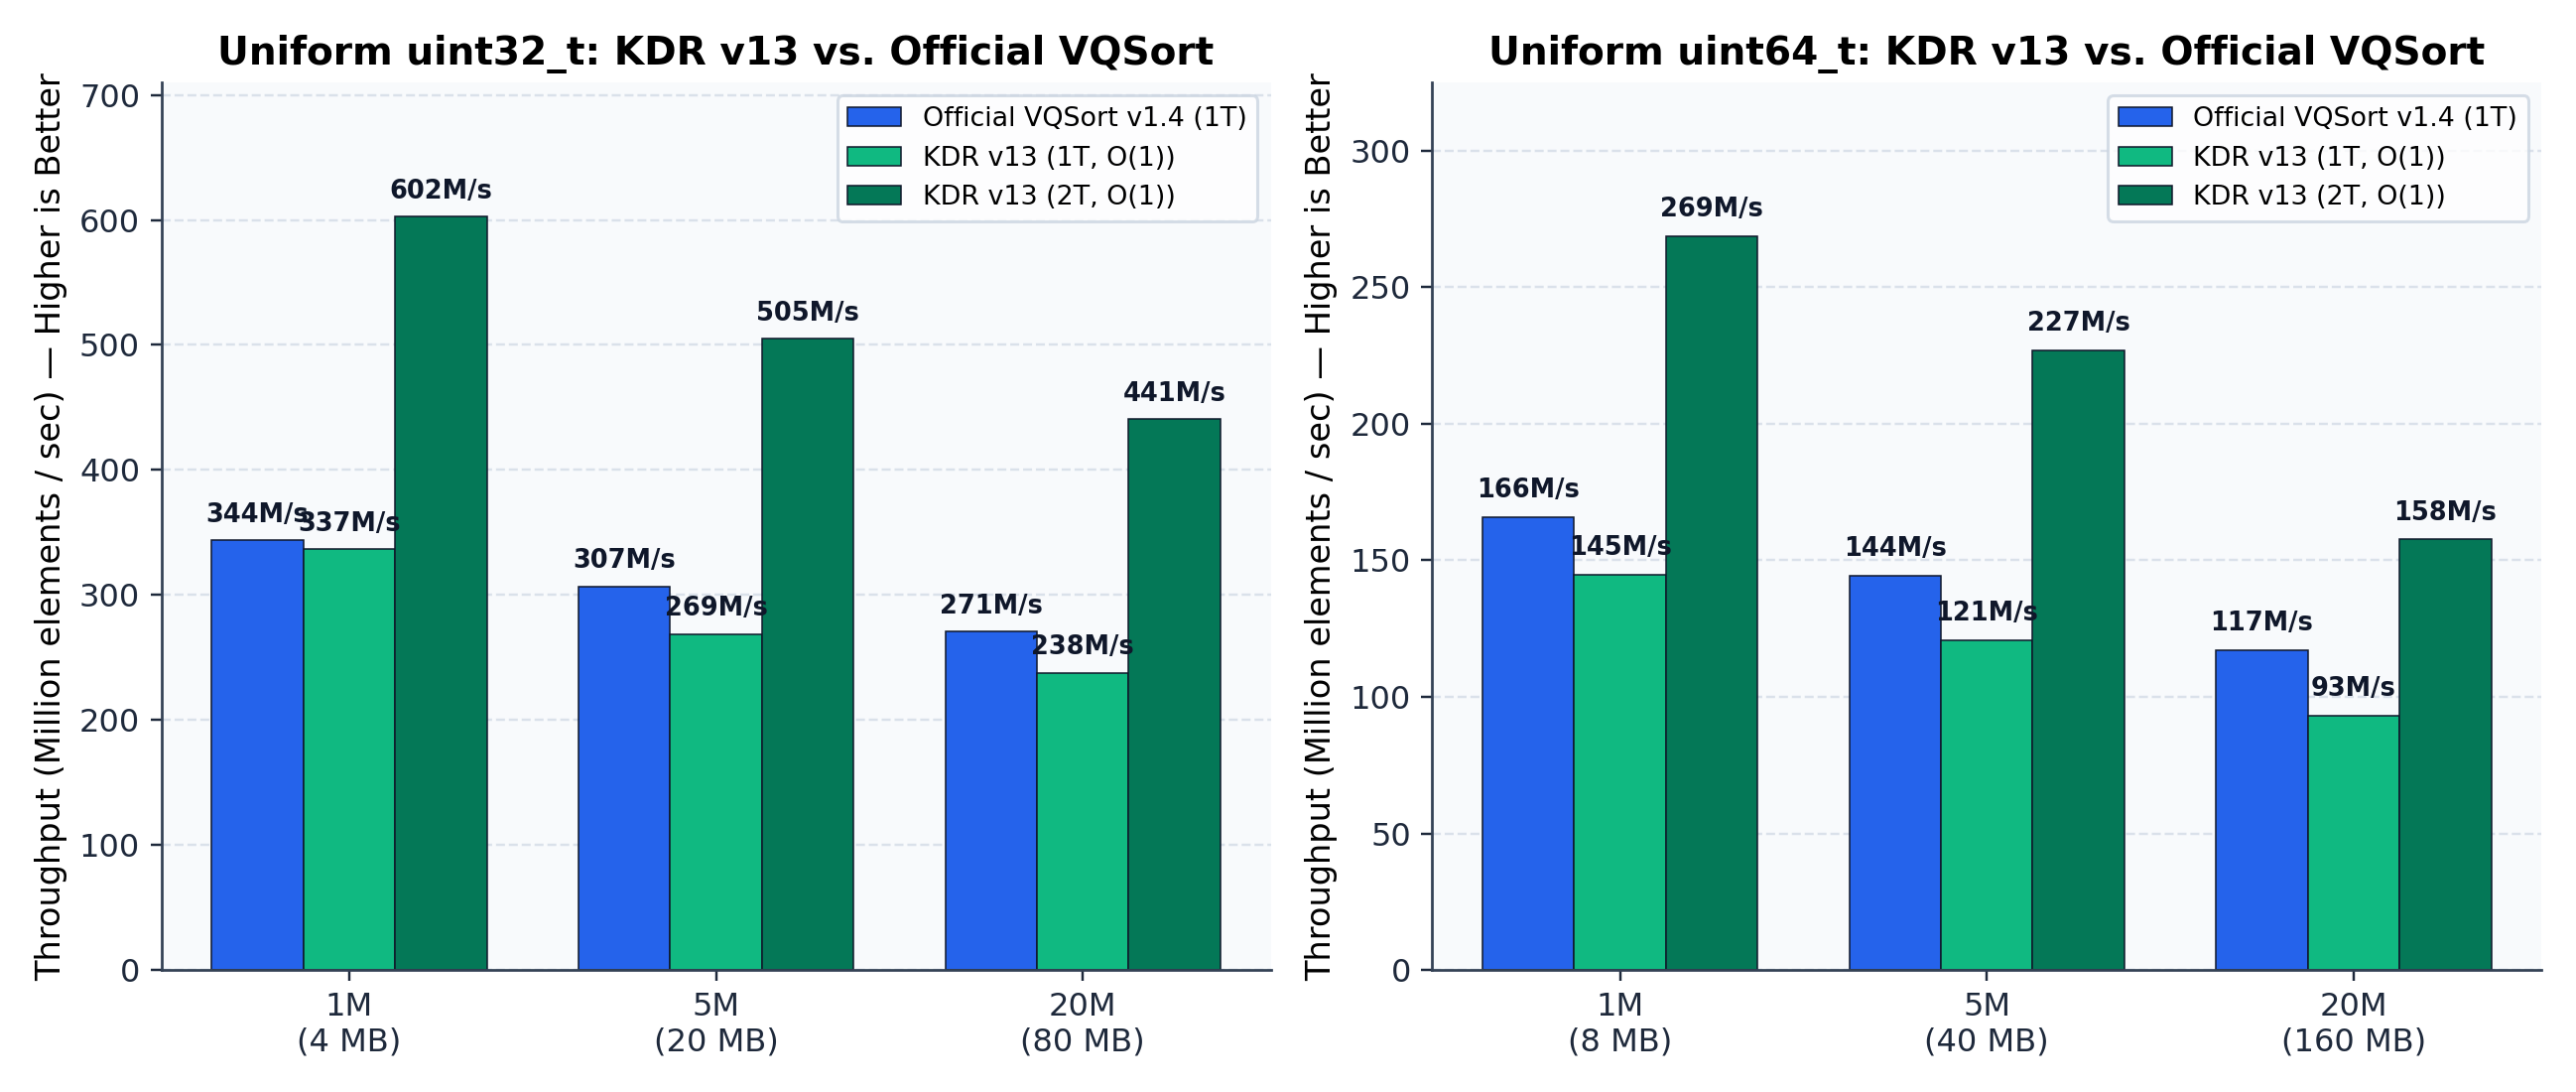 Uniform uint32_t: KDR v13 vs. Official VQSort
Throughput (Million elements / sec) — Higher is Better
700
600
500
400
300
200
100
0
Official VQSort v1.4 (1T)
KDR v13 (1T, O(1))
KDR v13 (2T, O(1))
344M/s
337M/s
602M/s
307M/s
269M/s
505M/s
271M/s
238M/s
441M/s
1M
(4 MB)
5M
(20 MB)
20M
(80 MB)
Uniform uint64_t: KDR v13 vs. Official VQSort
Throughput (Million elements / sec) — Higher is Better
300
250
200
150
100
50
0
Official VQSort v1.4 (1T)
KDR v13 (1T, O(1))
KDR v13 (2T, O(1))
166M/s
145M/s
269M/s
144M/s
121M/s
227M/s
117M/s
93M/s
158M/s
1M
(8 MB)
5M
(40 MB)
20M
(160 MB)